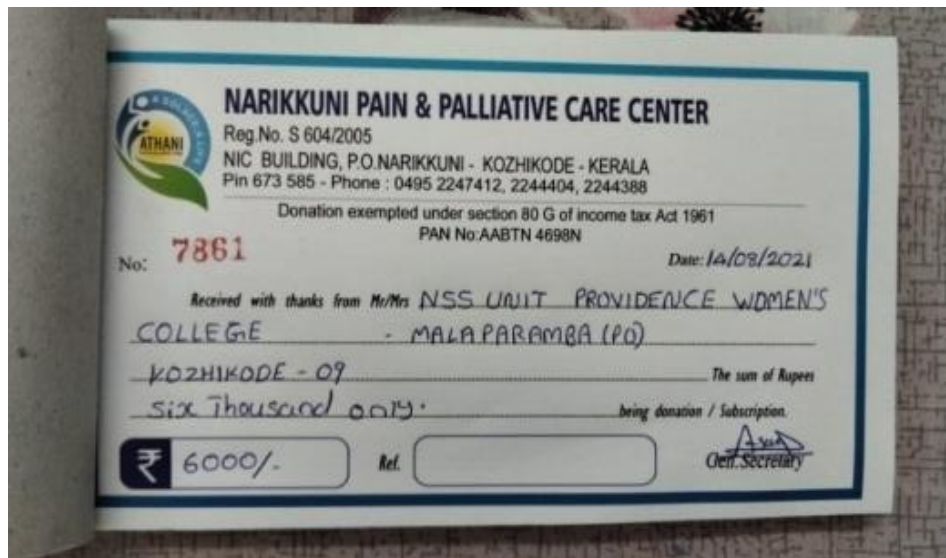 A SOLACE 4 LIFE
ATHANI
NARIKKUNI PAIN & PALLIATIVE CARE CENTER
Reg.No. S 604/2005
NIC BUILDING, P.O.NARIKKUNI - KOZHIKODE - KERALA
Pin 673 585 - Phone : 0495 2247412, 2244404, 2244388
Donation exempted under section 80 G of income tax Act 1961
PAN No:AABTN 4698N
No: 7861 Date: 14/08/2021
Received with thanks from Mr/Mrs NSS UNIT PROVIDENCE WOMEN'S
COLLEGE - MALAPARAMBA (PO)
KOZHIKODE - 09 The sum of Rupees
Six Thousand only. being donation / Subscription.
₹ 6000/- Ref. Gen.Secretary